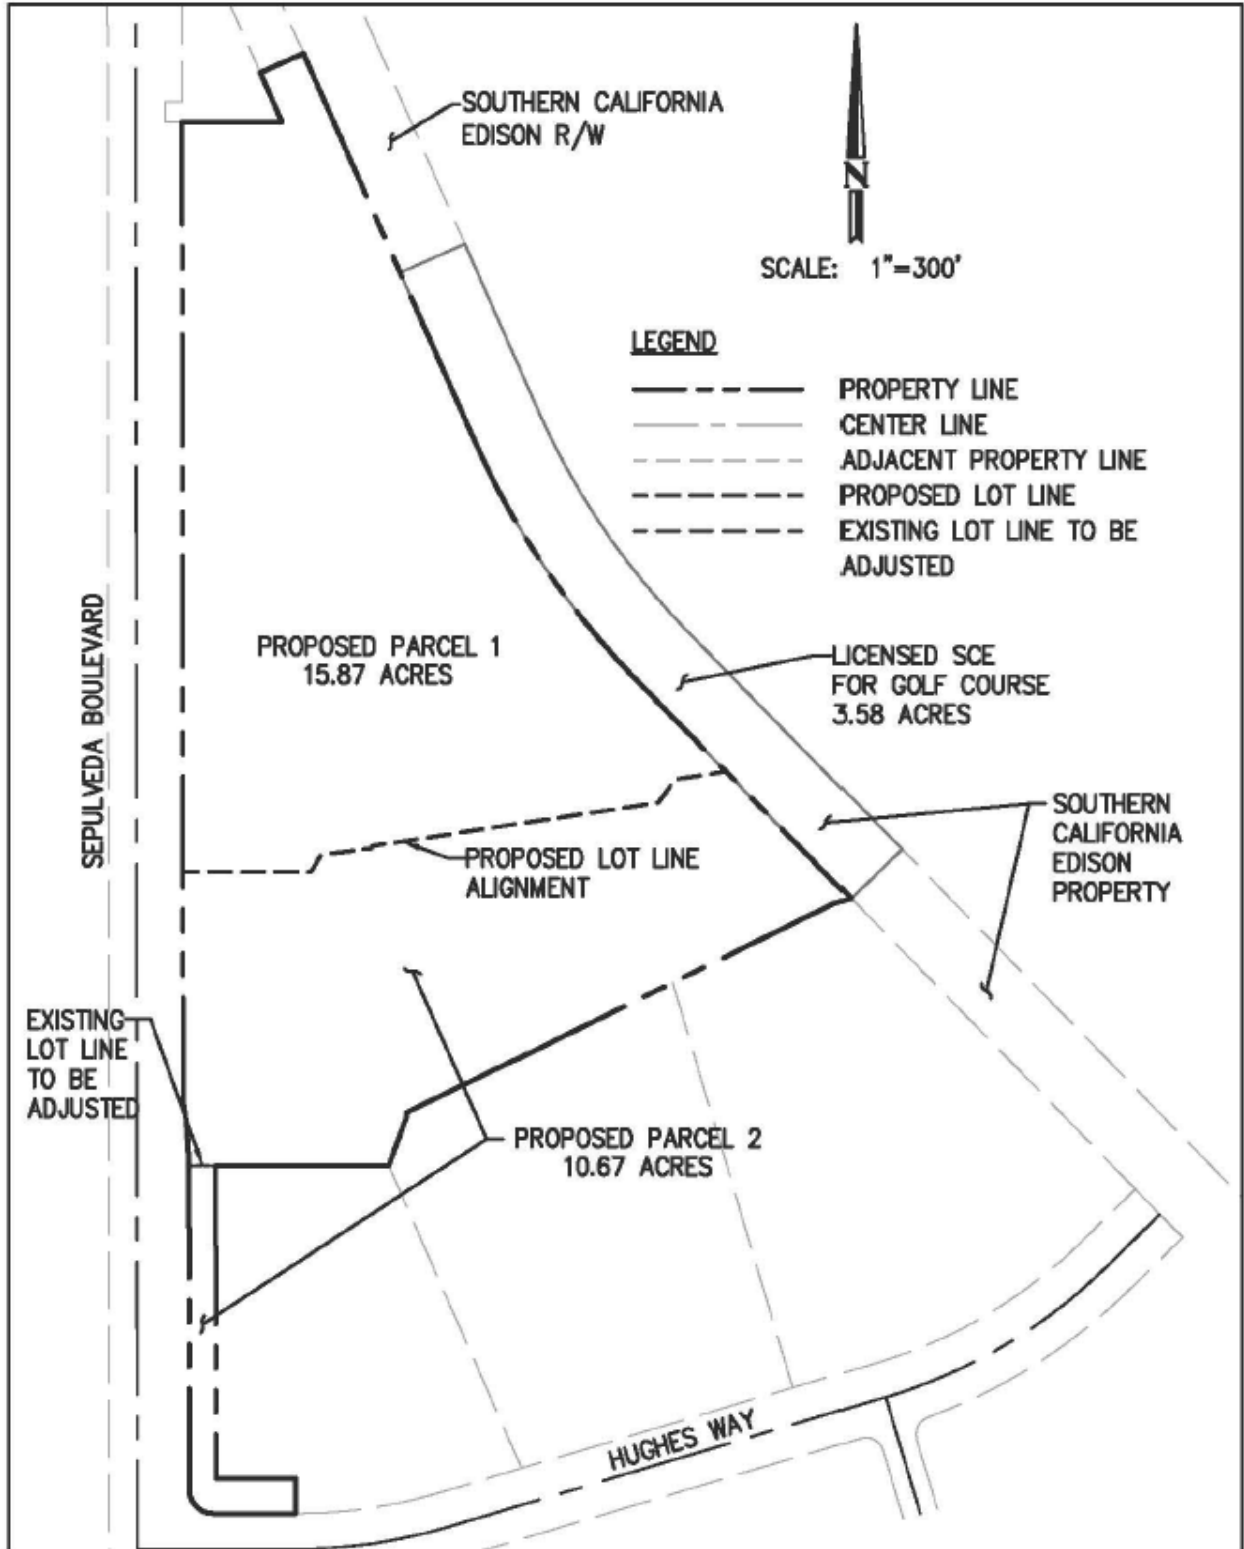 SOUTHERN CALIFORNIA
EDISON R/W
N
SCALE: 1"=300'
LEGEND
PROPERTY LINE
CENTER LINE
ADJACENT PROPERTY LINE
PROPOSED LOT LINE
EXISTING LOT LINE TO BE
ADJUSTED
SEPULVEDA BOULEVARD
PROPOSED PARCEL 1
15.87 ACRES
LICENSED SCE
FOR GOLF COURSE
3.58 ACRES
SOUTHERN
CALIFORNIA
EDISON
PROPERTY
PROPOSED LOT LINE
ALIGNMENT
EXISTING
LOT LINE
TO BE
ADJUSTED
PROPOSED PARCEL 2
10.67 ACRES
HUGHES WAY